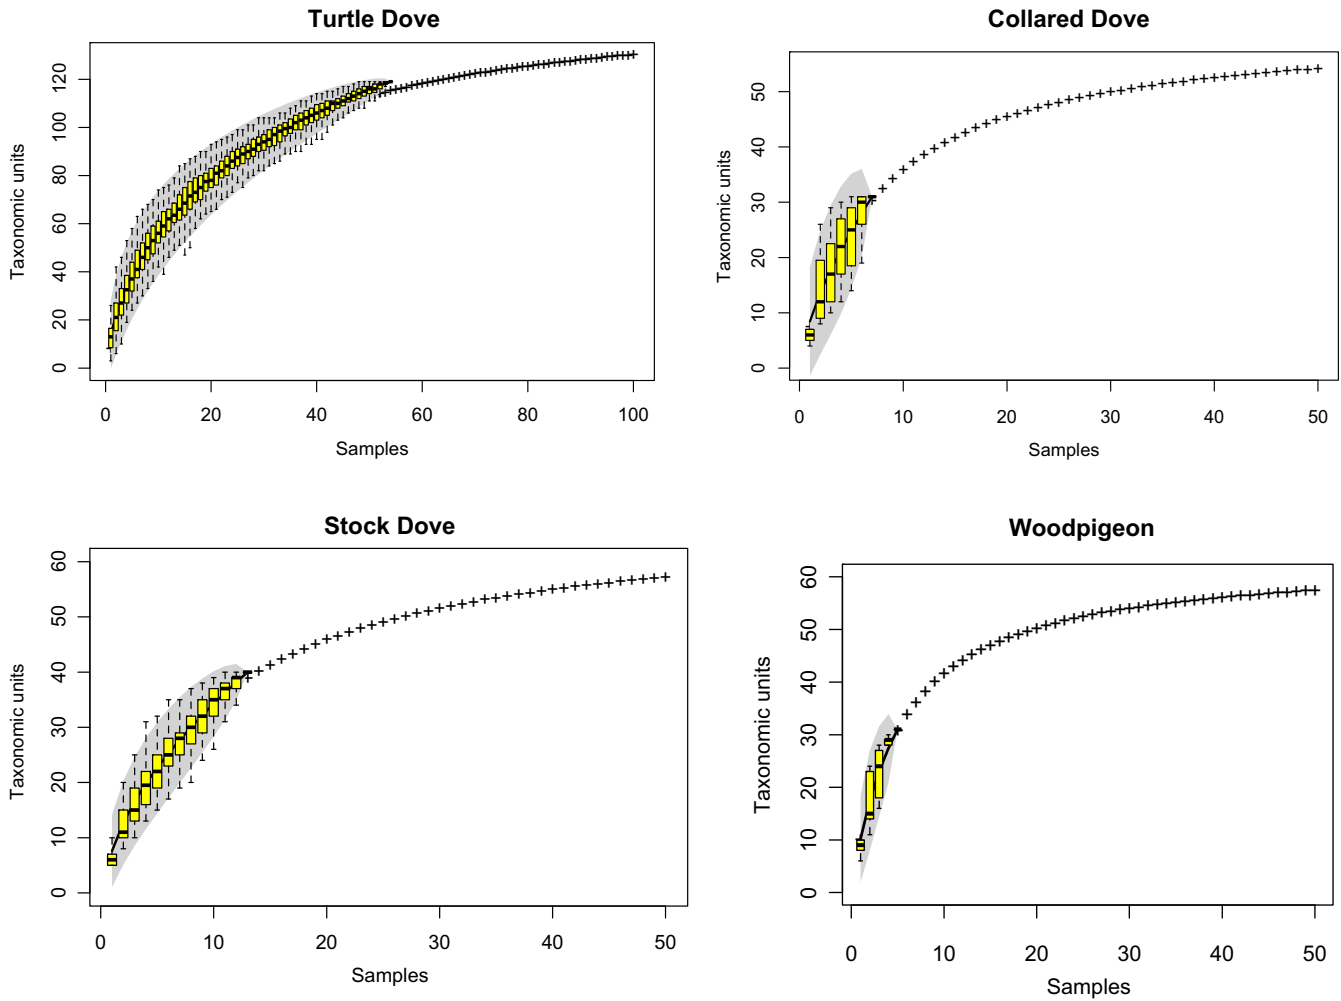 Turtle Dove
Taxonomic units
0 20 40 60 80 100 120
0 20 40 60 80 100
Samples
Collared Dove
Taxonomic units
0 10 20 30 40 50
0 10 20 30 40 50
Samples
Stock Dove
Taxonomic units
0 10 20 30 40 50 60
0 10 20 30 40 50
Samples
Woodpigeon
Taxonomic units
0 10 20 30 40 50 60
0 10 20 30 40 50
Samples